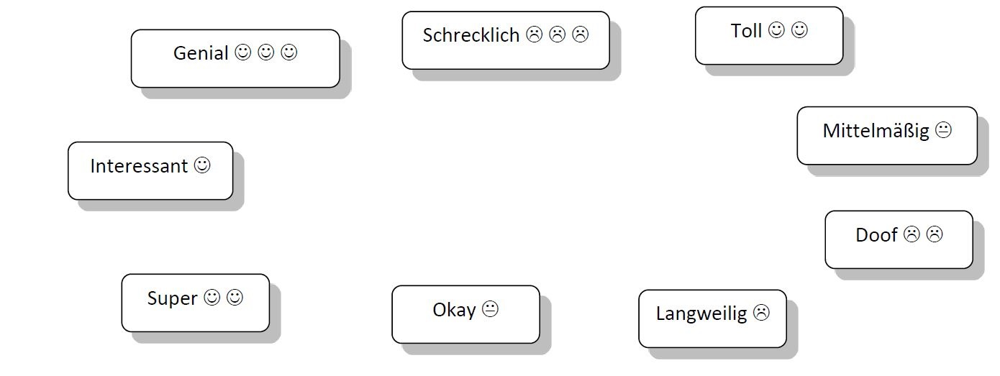 Genial ☺ ☺ ☺
Schrecklich ☹ ☹ ☹
Toll ☺ ☺
Mittelmäßig 😐
Interessant ☺
Doof ☹ ☹
Super ☺ ☺
Okay 😐
Langweilig ☹